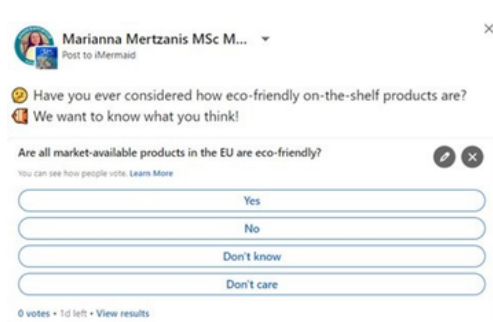 Marianna Mertzanis MSc M...
Post to iMermaid
Have you ever considered how eco-friendly on-the-shelf products are?
We want to know what you think!
Are all market-available products in the EU are eco-friendly?
You can see how people vote. Learn More
Yes
No
Don't know
Don't care
0 votes • 1d left • View results